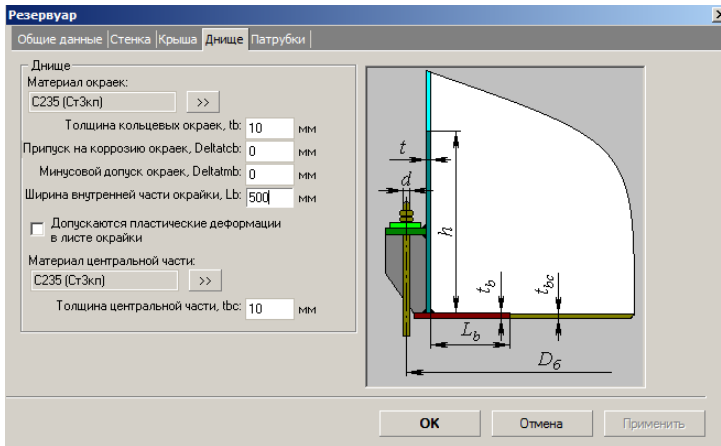 Резервуар
Общие данные Стенка Крыша Днище Патрубки
Днище
Материал окраек:
С235 (Ст3кп) >>
Толщина кольцевых окраек, tb: 10 мм
Припуск на коррозию окраек, Deltatcb: 0 мм
Минусовой допуск окраек, Deltatmb: 0 мм
Ширина внутренней части окрайки, Lb: 500 мм
Допускаются пластические деформации
в листе окрайки
Материал центральной части:
С235 (Ст3кп) >>
Толщина центральной части, tbc: 10 мм
t
d
h
tb
tbc
Lb
Dб
OK Отмена Применить